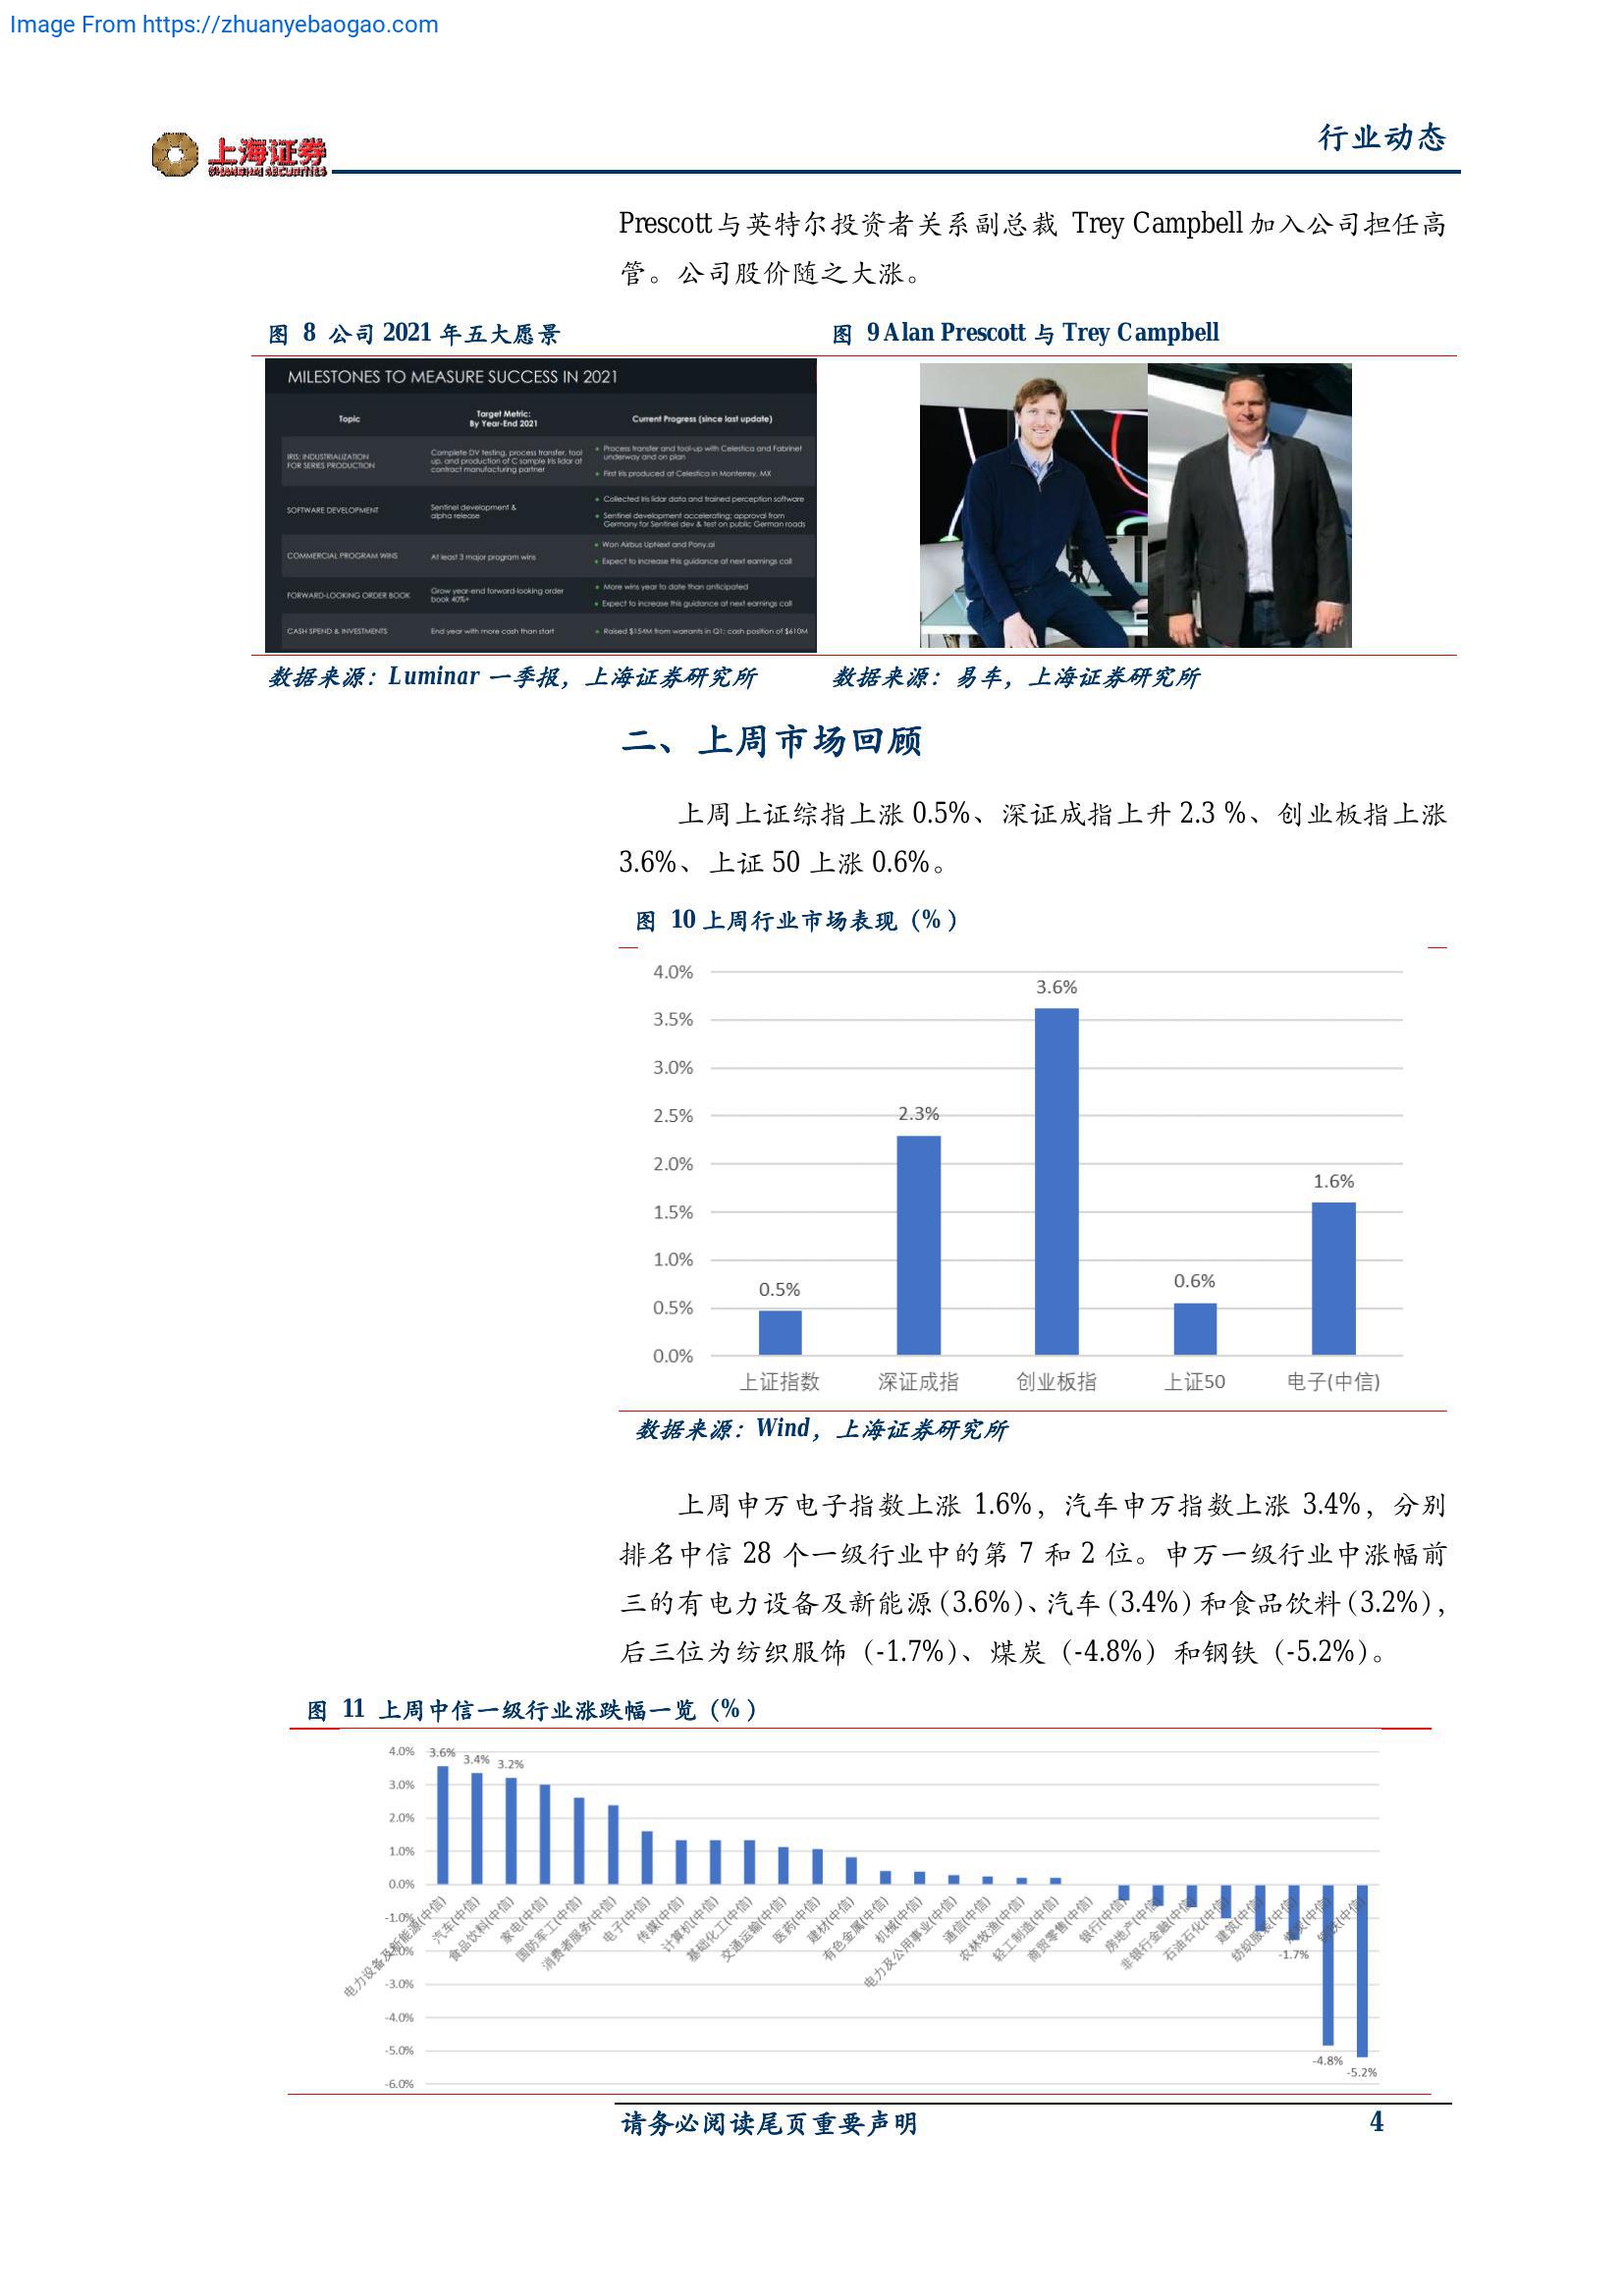 Image From https://zhuanyebaogao.com
上海证券
SHANGHAI SECURITIES
行业动态
Prescott与英特尔投资者关系副总裁 Trey Campbell加入公司担任高
管。公司股价随之大涨。
图 8 公司 2021 年五大愿景
图 9 Alan Prescott 与 Trey Campbell
MILESTONES TO MEASURE SUCCESS IN 2021
Topic
Target Metric:
By Year-End 2021
Current Progress (since last update)
IRIS: INDUSTRIALIZATION
FOR SERIES PRODUCTION
Complete DV testing, process transfer, tool
up, and production of C sample Iris lidar at
contract manufacturing partner
• Process transfer and tool-up with Celestica and Fabrinet
underway and on plan
• First Iris produced at Celestica in Monterrey, MX
SOFTWARE DEVELOPMENT
Sentinel development &
alpha release
• Collected Iris lidar data and trained perception software
• Sentinel development accelerating; approval from
Germany for Sentinel dev & test on public German roads
COMMERCIAL PROGRAM WINS
At least 3 major program wins
• Won Airbus UpNext and Pony.ai
• Expect to increase this guidance at next earnings call
FORWARD-LOOKING ORDER BOOK
Grow year-end forward-looking order
book 40%+
• More wins year to date than anticipated
• Expect to increase this guidance at next earnings call
CASH SPEND & INVESTMENTS
End year with more cash than start
• Raised $154M from warrants in Q1; cash position of $610M
数据来源：Luminar 一季报，上海证券研究所
数据来源：易车，上海证券研究所
二、上周市场回顾
上周上证综指上涨 0.5%、深证成指上升 2.3 %、创业板指上涨
3.6%、上证 50 上涨 0.6%。
图 10 上周行业市场表现（%）
4.0%
3.5%
3.0%
2.5%
2.0%
1.5%
1.0%
0.5%
0.0%
0.5%
2.3%
3.6%
0.6%
1.6%
上证指数
深证成指
创业板指
上证50
电子(中信)
数据来源：Wind，上海证券研究所
上周申万电子指数上涨 1.6%，汽车申万指数上涨 3.4%，分别
排名中信 28 个一级行业中的第 7 和 2 位。申万一级行业中涨幅前
三的有电力设备及新能源（3.6%）、汽车（3.4%）和食品饮料（3.2%），
后三位为纺织服饰（-1.7%）、煤炭（-4.8%）和钢铁（-5.2%）。
图 11 上周中信一级行业涨跌幅一览（%）
4.0%
3.0%
2.0%
1.0%
0.0%
-1.0%
-2.0%
-3.0%
-4.0%
-5.0%
-6.0%
3.6%
3.4%
3.2%
-1.7%
-4.8%
-5.2%
电力设备及新能源(中信)
汽车(中信)
食品饮料(中信)
家电(中信)
国防军工(中信)
消费者服务(中信)
电子(中信)
传媒(中信)
计算机(中信)
基础化工(中信)
交通运输(中信)
医药(中信)
建材(中信)
有色金属(中信)
机械(中信)
电力及公用事业(中信)
通信(中信)
农林牧渔(中信)
轻工制造(中信)
商贸零售(中信)
银行(中信)
房地产(中信)
非银行金融(中信)
石油石化(中信)
建筑(中信)
纺织服装(中信)
煤炭(中信)
钢铁(中信)
请务必阅读尾页重要声明
4